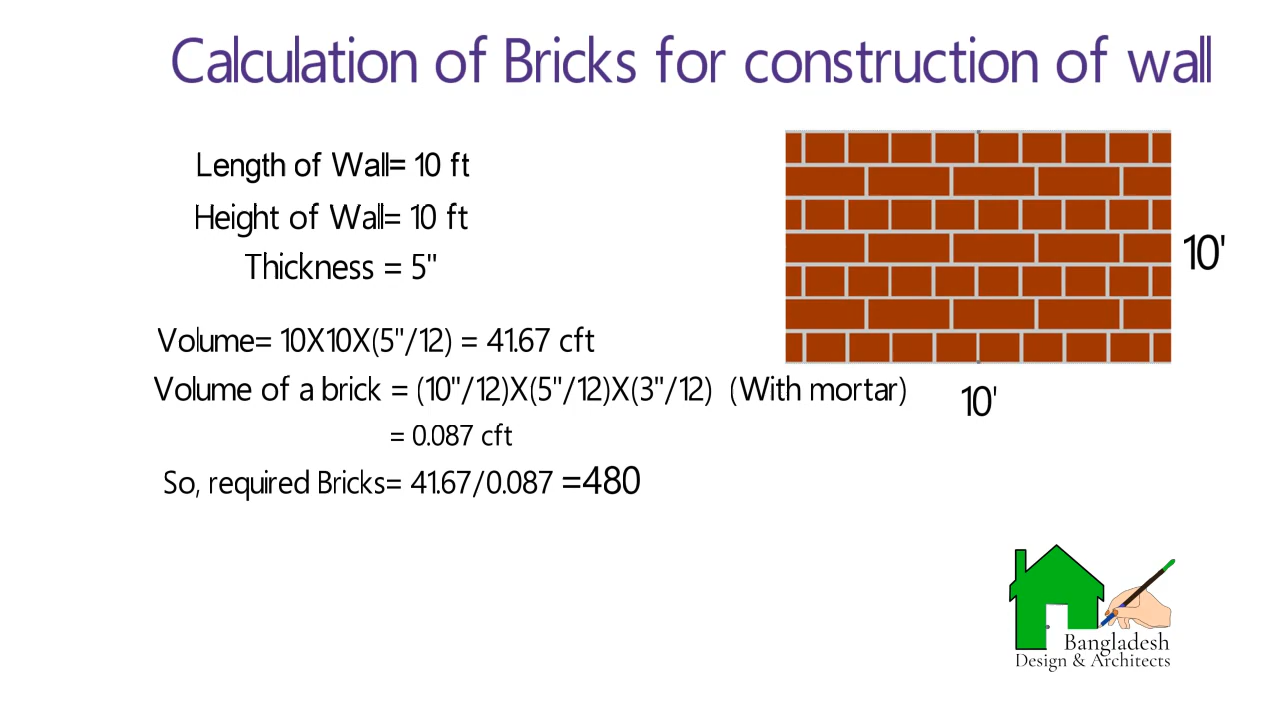 Calculation of Bricks for construction of wall
Length of Wall= 10 ft
Height of Wall= 10 ft
Thickness = 5"
10'
Volume= 10X10X(5"/12) = 41.67 cft
Volume of a brick = (10"/12)X(5"/12)X(3"/12) (With mortar)
10'
= 0.087 cft
So, required Bricks= 41.67/0.087 =480
Bangladesh
Design & Architects